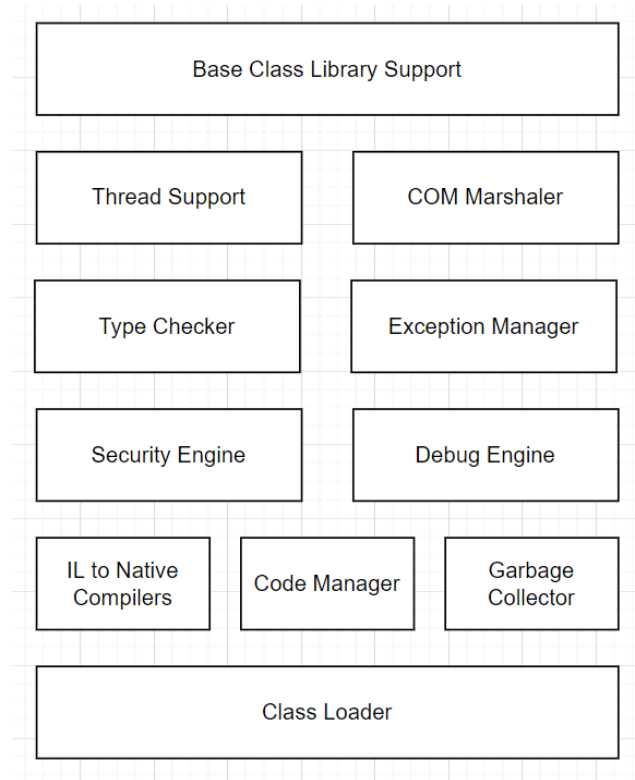 Base Class Library Support
Thread Support
COM Marshaler
Type Checker
Exception Manager
Security Engine
Debug Engine
IL to Native
Compilers
Code Manager
Garbage
Collector
Class Loader